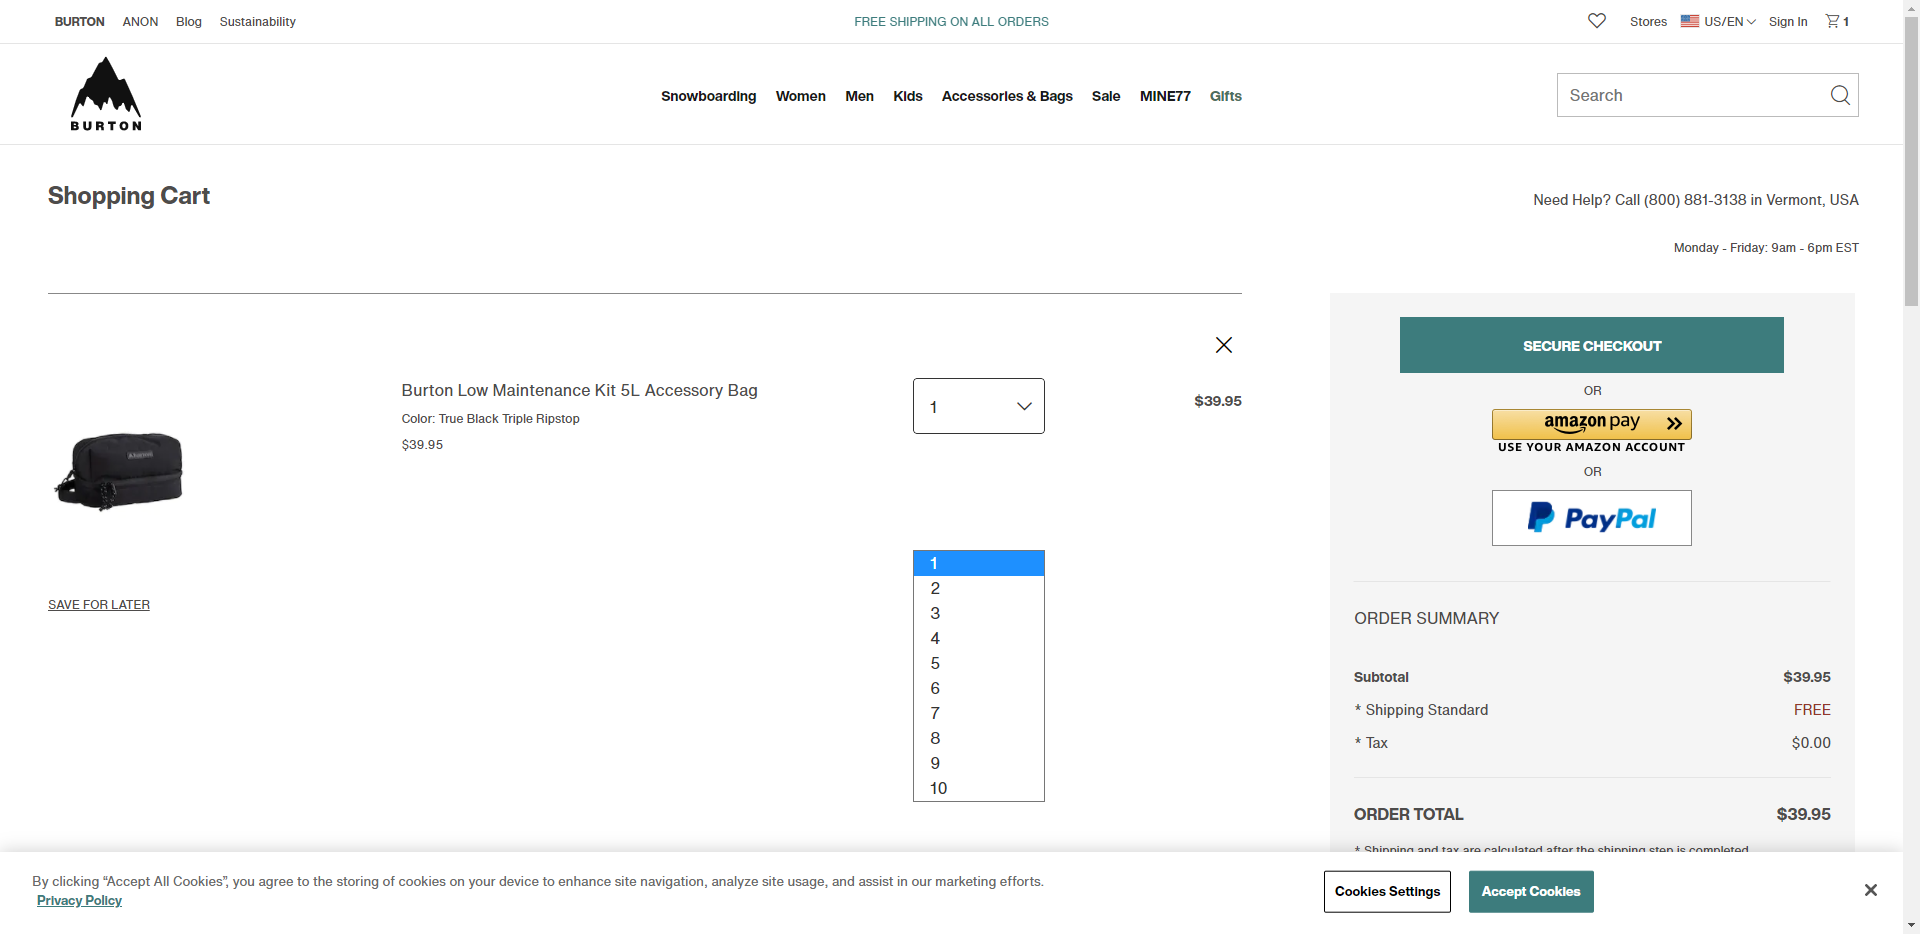 BURTON ANON Blog Sustainability
FREE SHIPPING ON ALL ORDERS
Stores US/EN Sign In 1
BURTON
Snowboarding Women Men Kids Accessories & Bags Sale MINE77 Gifts
Search
Shopping Cart
Need Help? Call (800) 881-3138 in Vermont, USA
Monday - Friday: 9am - 6pm EST
Burton Low Maintenance Kit 5L Accessory Bag
Color: True Black Triple Ripstop
$39.95
1
$39.95
SAVE FOR LATER
1
2
3
4
5
6
7
8
9
10
SECURE CHECKOUT
OR
amazon pay
USE YOUR AMAZON ACCOUNT
OR
PayPal
ORDER SUMMARY
Subtotal $39.95
* Shipping Standard FREE
* Tax $0.00
ORDER TOTAL $39.95
* Shipping and tax are calculated after the shipping step is completed
By clicking “Accept All Cookies”, you agree to the storing of cookies on your device to enhance site navigation, analyze site usage, and assist in our marketing efforts.
Privacy Policy
Cookies Settings
Accept Cookies